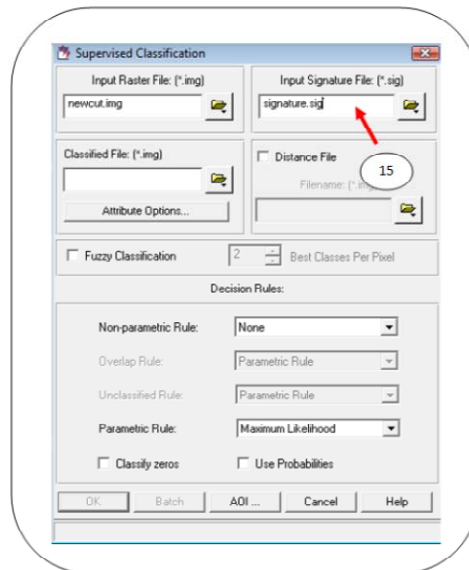 Supervised Classification
Input Raster File: (*.img)
newcut.img
Input Signature File: (*.sig)
signature.sig
Classified File: (*.img)
Attribute Options...
Distance File
Filename: (*.img)
15
Fuzzy Classification
2
Best Classes Per Pixel
Decision Rules:
Non-parametric Rule:
None
Overlap Rule:
Parametric Rule
Unclassified Rule:
Parametric Rule
Parametric Rule:
Maximum Likelihood
Classify zeros
Use Probabilities
OK
Batch
AOI ...
Cancel
Help